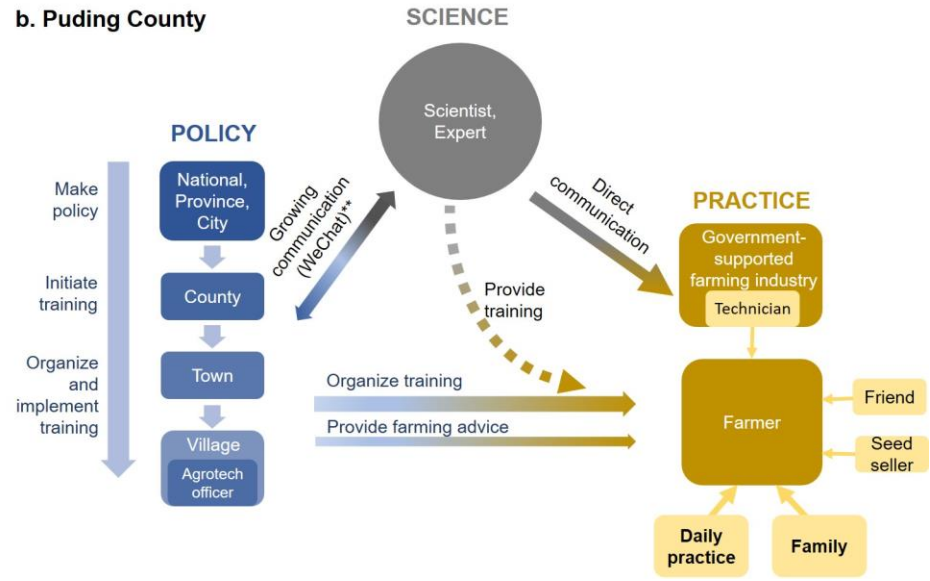 b. Puding County
SCIENCE
Scientist,
Expert
POLICY
Make
policy
National,
Province,
City
Growing
communication
(WeChat)**
Direct
communication
PRACTICE
Government-
supported
farming industry
Technician
Initiate
training
County
Provide
training
Organize
and
implement
training
Town
Organize training
Provide farming advice
Village
Agrotech
officer
Farmer
Friend
Seed
seller
Daily
practice
Family